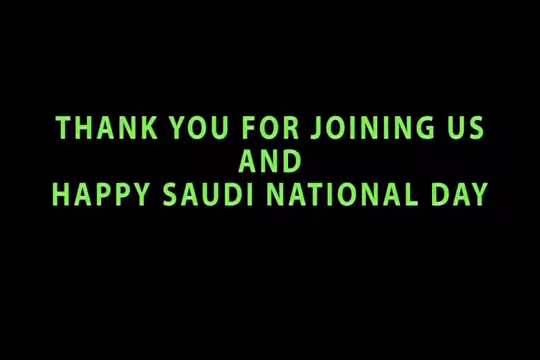 THANK YOU FOR JOINING US
AND
HAPPY SAUDI NATIONAL DAY